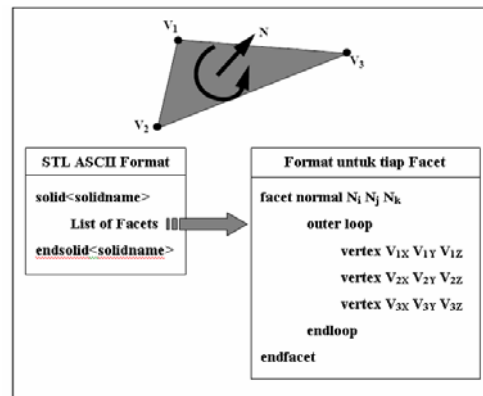 V₁
N
V₃
V₂
STL ASCII Format
solid<solidname>
List of Facets
endsolid<solidname>
Format untuk tiap Facet
facet normal Nᵢ Nⱼ Nₖ
outer loop
vertex V₁X V₁Y V₁Z
vertex V₂X V₂Y V₂Z
vertex V₃X V₃Y V₃Z
endloop
endfacet